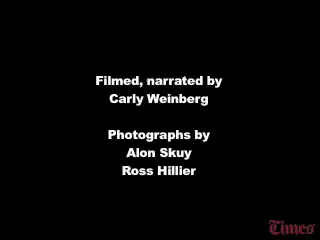 Filmed, narrated by
Carly Weinberg
Photographs by
Alon Skuy
Ross Hillier
Times